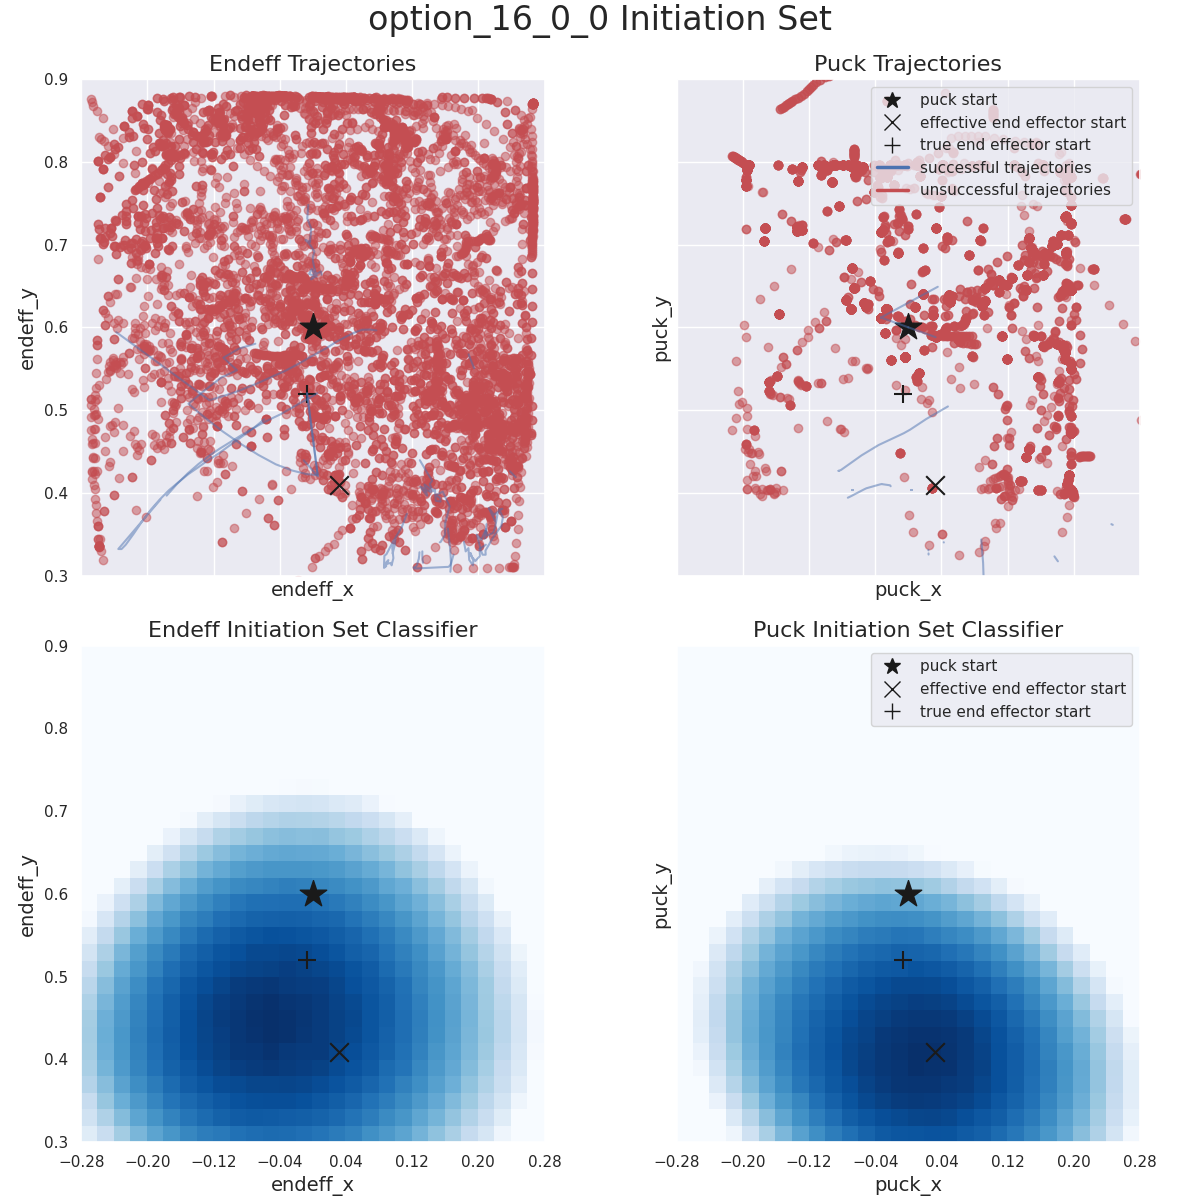 option_16_0_0 Initiation Set
Endeff Trajectories
Puck Trajectories
0.9
0.8
0.7
0.6
0.5
0.4
0.3
endeff_y
endeff_x
puck start
effective end effector start
true end effector start
successful trajectories
unsuccessful trajectories
puck_y
puck_x
Endeff Initiation Set Classifier
Puck Initiation Set Classifier
0.9
0.8
0.7
0.6
0.5
0.4
0.3
endeff_y
−0.28 −0.20 −0.12 −0.04 0.04 0.12 0.20 0.28
endeff_x
puck start
effective end effector start
true end effector start
puck_y
−0.28 −0.20 −0.12 −0.04 0.04 0.12 0.20 0.28
puck_x